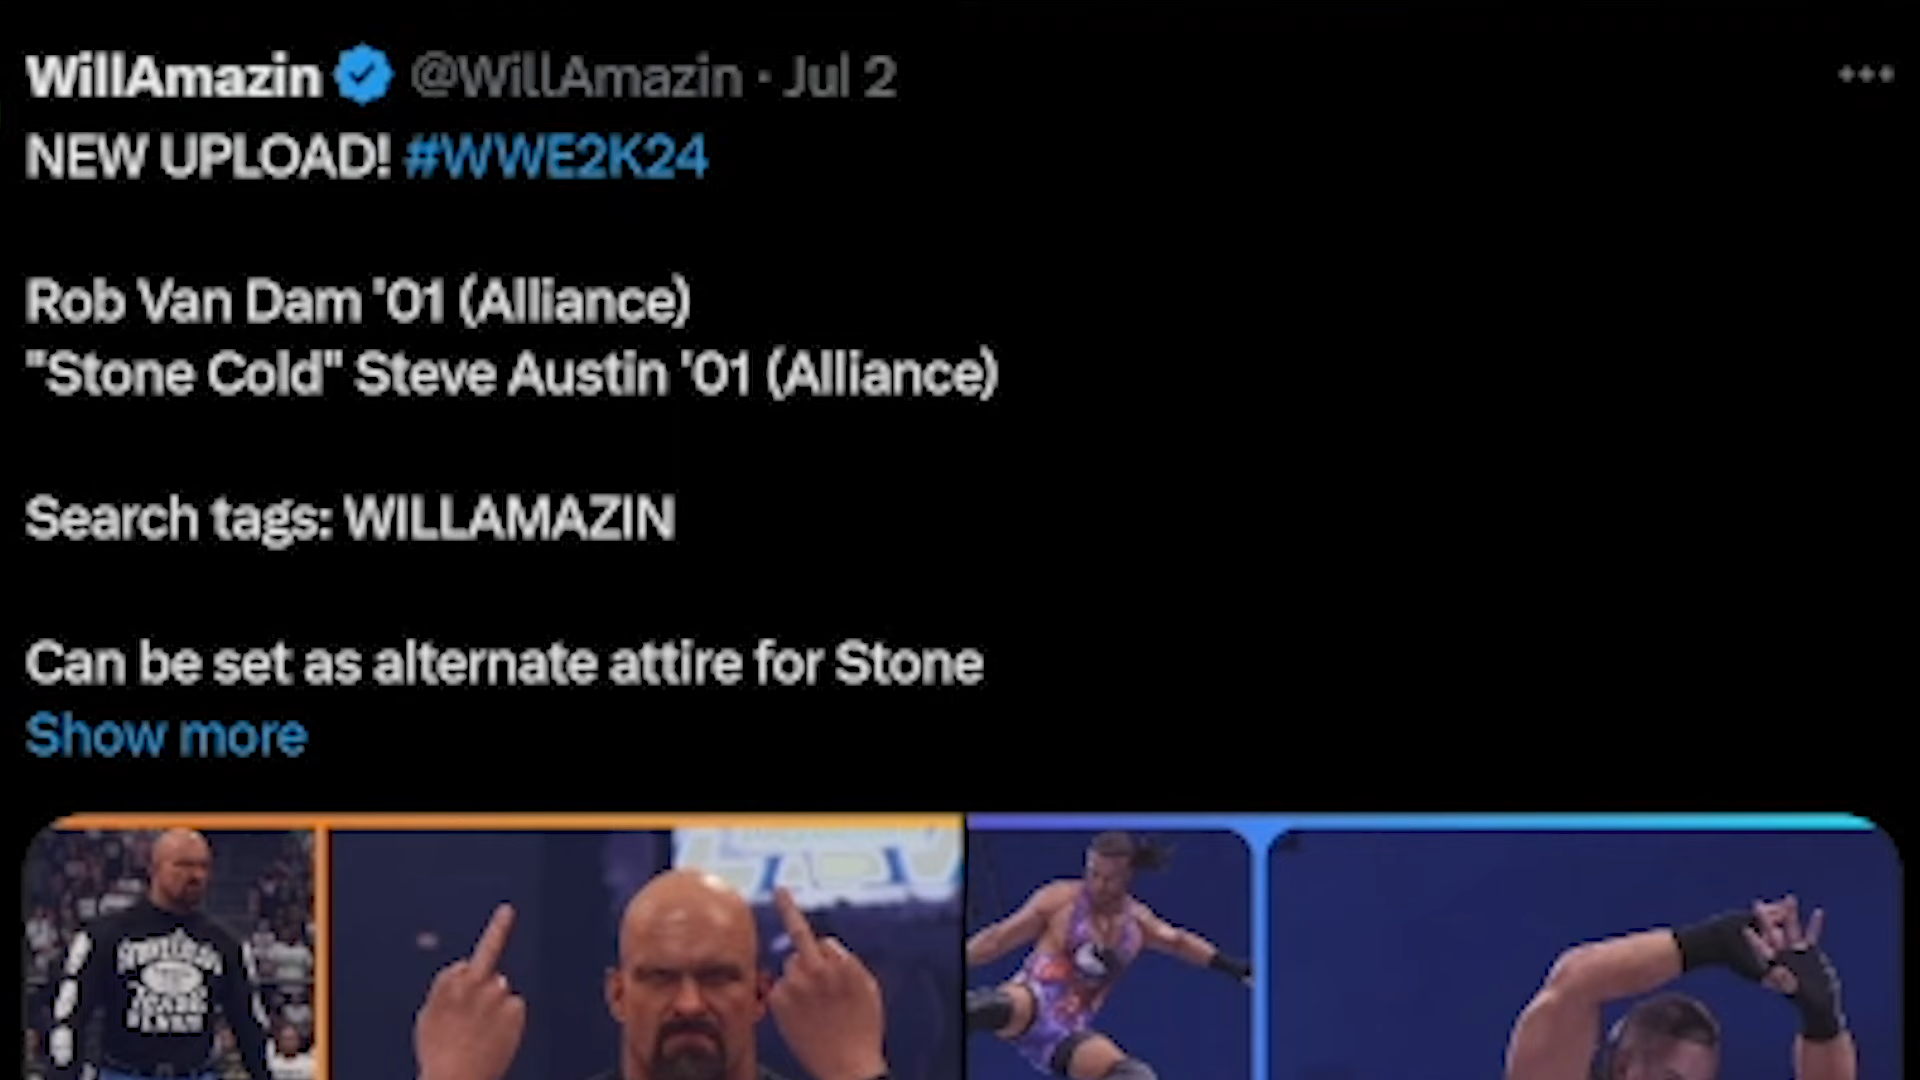 WillAmazin @WillAmazin · Jul 2
NEW UPLOAD! #WWE2K24
Rob Van Dam '01 (Alliance)
"Stone Cold" Steve Austin '01 (Alliance)
Search tags: WILLAMAZIN
Can be set as alternate attire for Stone
Show more